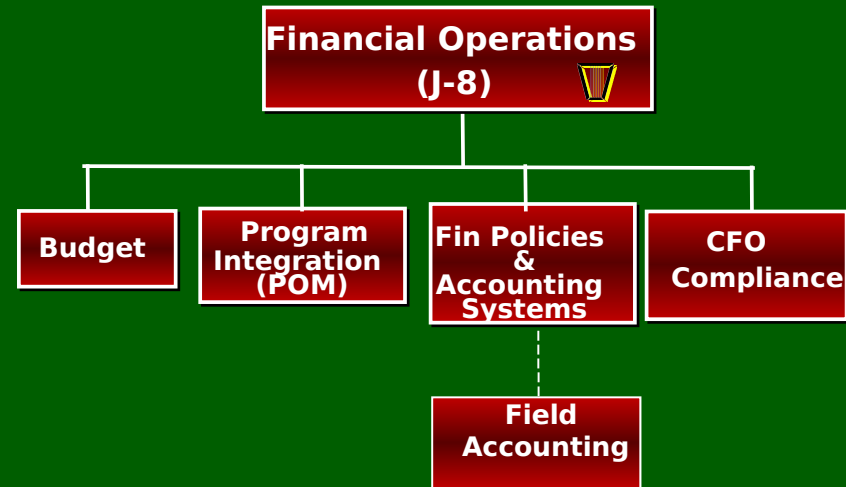 Financial Operations
(J-8)
Budget
Program
Integration
(POM)
Fin Policies
&
Accounting
Systems
CFO
Compliance
Field
Accounting